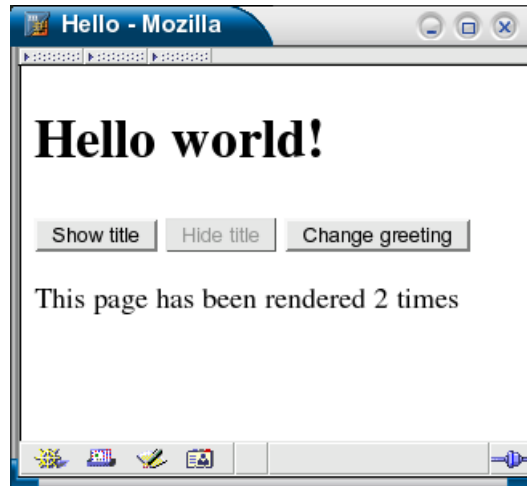 Hello - Mozilla
Hello world!
Show title Hide title Change greeting
This page has been rendered 2 times